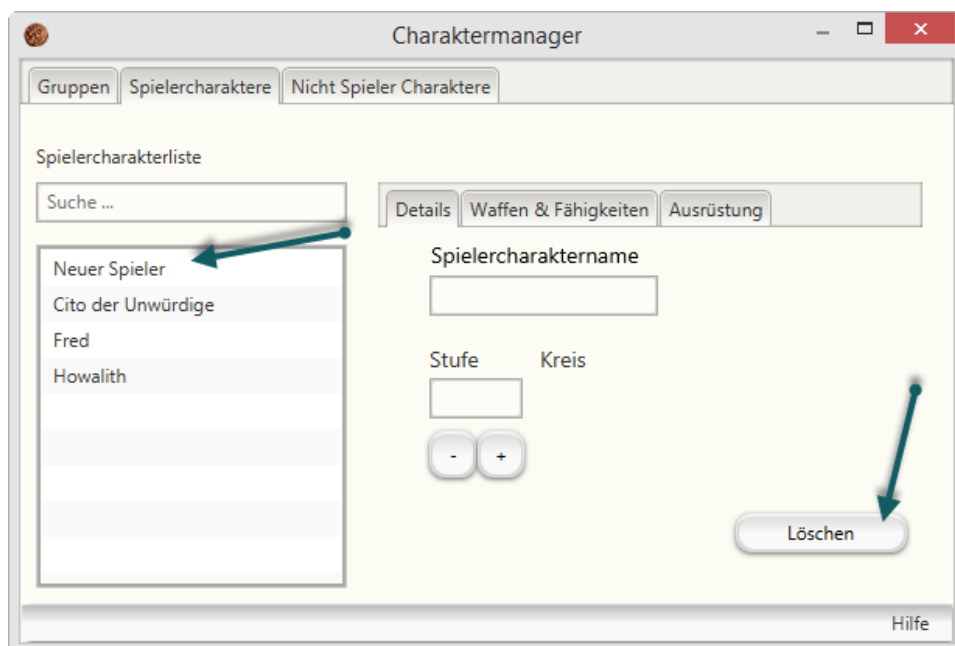 Charaktermanager
Gruppen Spielercharaktere Nicht Spieler Charaktere
Spielercharakterliste
Suche ...
Details Waffen & Fähigkeiten Ausrüstung
Neuer Spieler
Cito der Unwürdige
Fred
Howalith
Spielercharaktername
Stufe Kreis
- +
Löschen
Hilfe